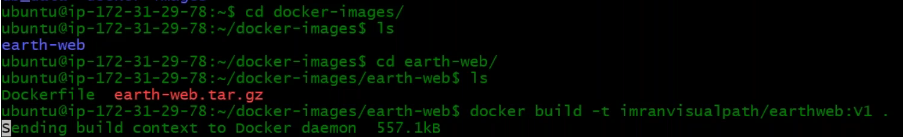 ubuntu@ip-172-31-29-78:~$ cd docker-images/
ubuntu@ip-172-31-29-78:~/docker-images$ ls
earth-web
ubuntu@ip-172-31-29-78:~/docker-images$ cd earth-web/
ubuntu@ip-172-31-29-78:~/docker-images/earth-web$ ls
Dockerfile  earth-web.tar.gz
ubuntu@ip-172-31-29-78:~/docker-images/earth-web$ docker build -t imranvisualpath/earthweb:V1 .
Sending build context to Docker daemon  557.1kB